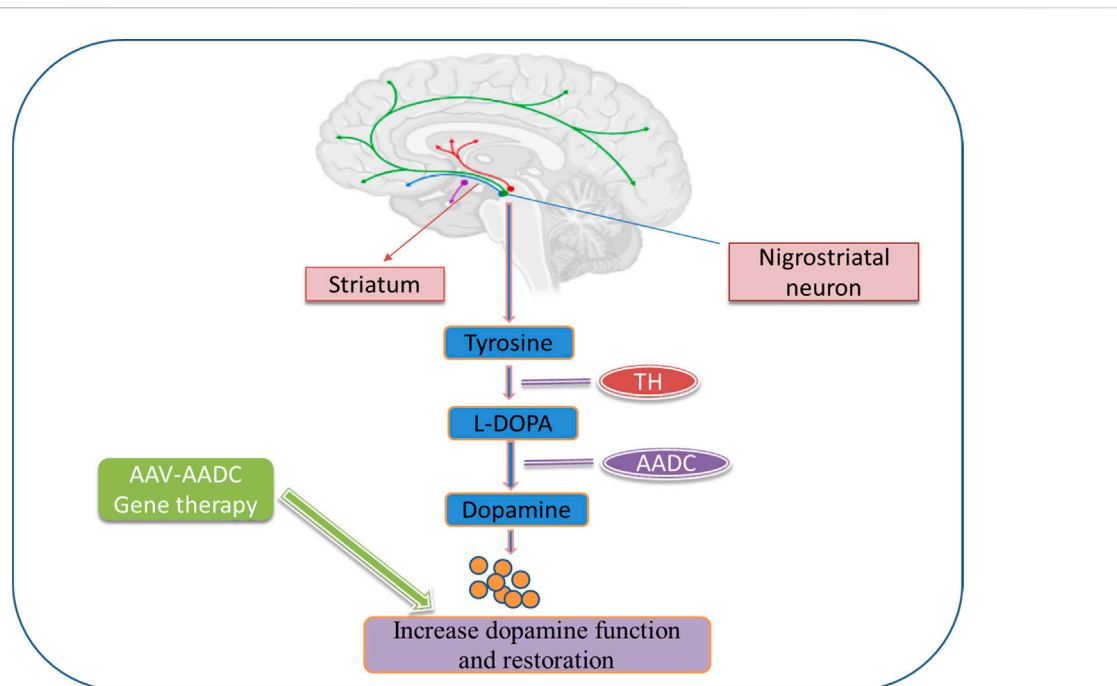 Striatum
Nigrostriatal
neuron
Tyrosine
TH
L-DOPA
AADC
AAV-AADC
Gene therapy
Dopamine
Increase dopamine function
and restoration